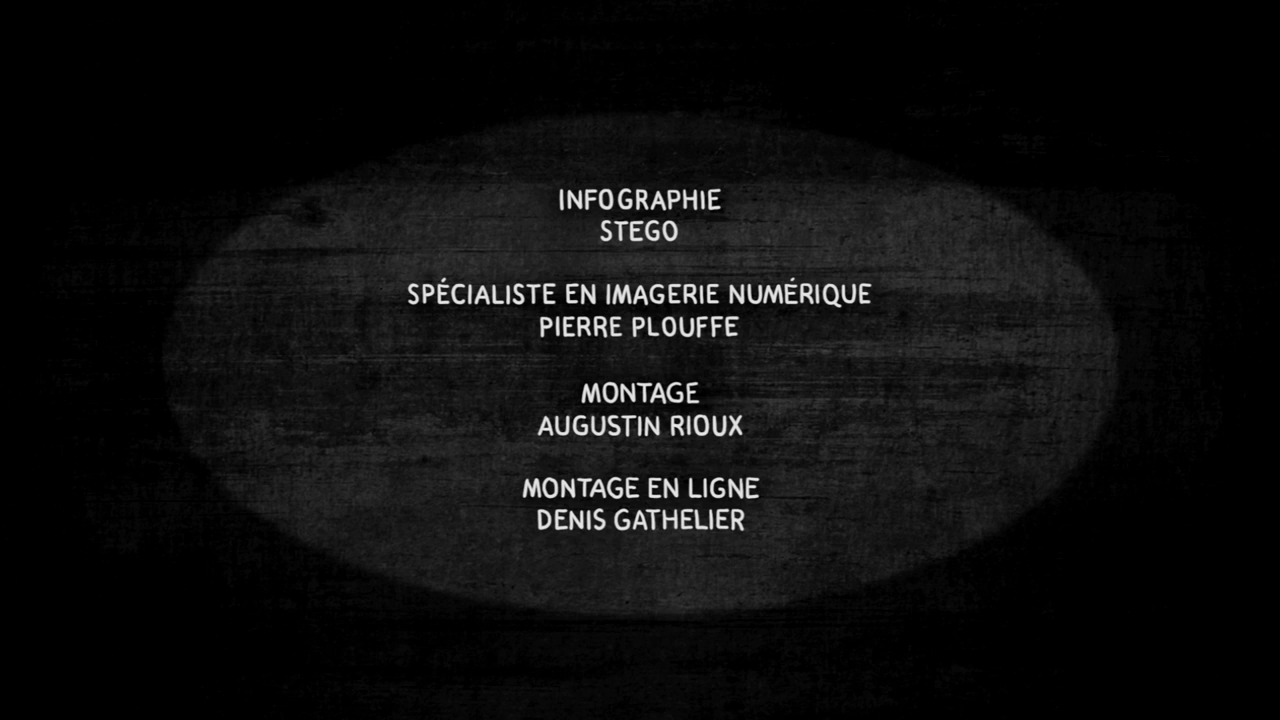 INFOGRAPHIE
STEGO
SPÉCIALISTE EN IMAGERIE NUMÉRIQUE
PIERRE PLOUFFE
MONTAGE
AUGUSTIN RIOUX
MONTAGE EN LIGNE
DENIS GATHELIER